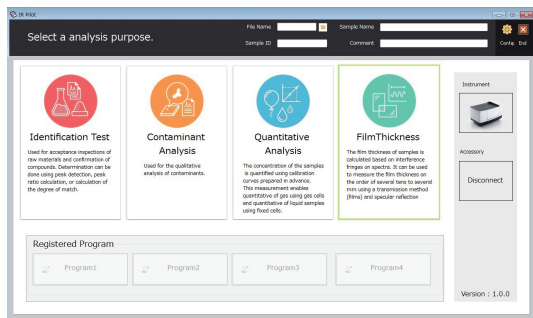 IR Pilot
Select a analysis purpose.
File Name
Sample Name
Sample ID
Comment
Config
End
Identification Test
Used for acceptance inspections of
raw materials and confirmation of
compounds. Determination can be
done using peak detection, peak
ratio calculation, or calculation of
the degree of match.
Contaminant
Analysis
Used for the qualitative
analysis of contaminants.
Quantitative
Analysis
The concentration of the samples
is quantified using calibration
curves prepared in advance.
This measurement enables
quantitative of gas using gas cells
and quantitative of liquid samples
using fixed cells.
FilmThickness
The film thickness of samples is
calculated based on interference
fringes on spectra. It can be used
to measure the film thickness on
the order of several tens to several
mm using a transmission method
(films) and specular reflection
Instrument
Accessory
Disconnect
Registered Program
Program1
Program2
Program3
Program4
Version : 1.0.0